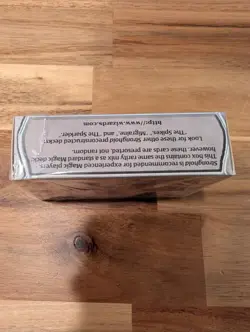 Stronghold is recommended for experienced Magic players.
This box contains the same rarity mix as a standard Magic deck;
however, these cards are presorted, not random.
Look for these other Stronghold preconstructed decks:
"The Spikes," "Migraine," and "The Sparkler."
http://www.wizards.com